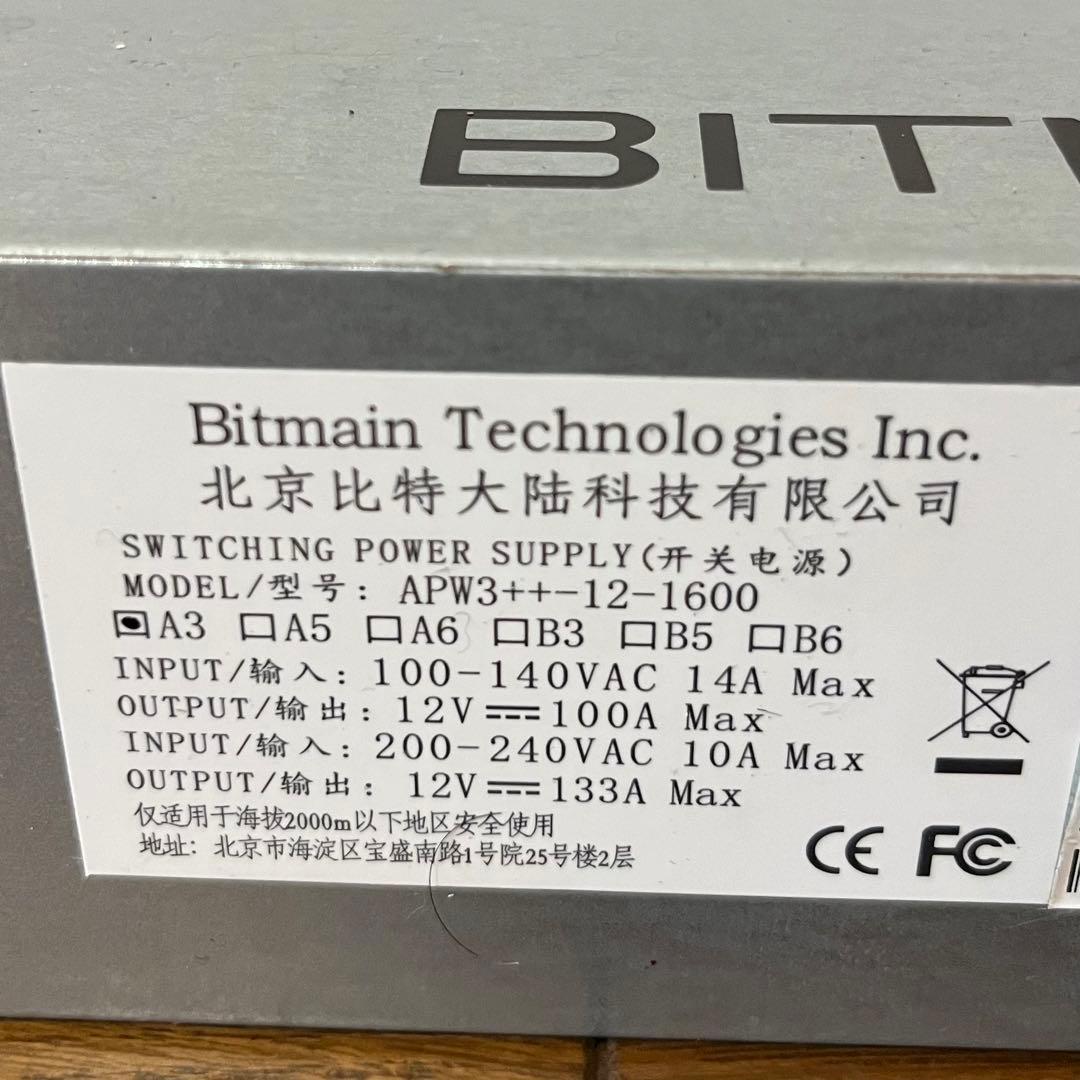 BIT
Bitmain Technologies Inc.
北京比特大陆科技有限公司
SWITCHING POWER SUPPLY(开关电源)
MODEL/型号: APW3++-12-1600
A3 A5 A6 B3 B5 B6
INPUT/输入: 100-140VAC 14A Max
OUTPUT/输出: 12V 100A Max
INPUT/输入: 200-240VAC 10A Max
OUTPUT/输出: 12V 133A Max
仅适用于海拔2000m以下地区安全使用
地址: 北京市海淀区宝盛南路1号院25号楼2层
CE FC